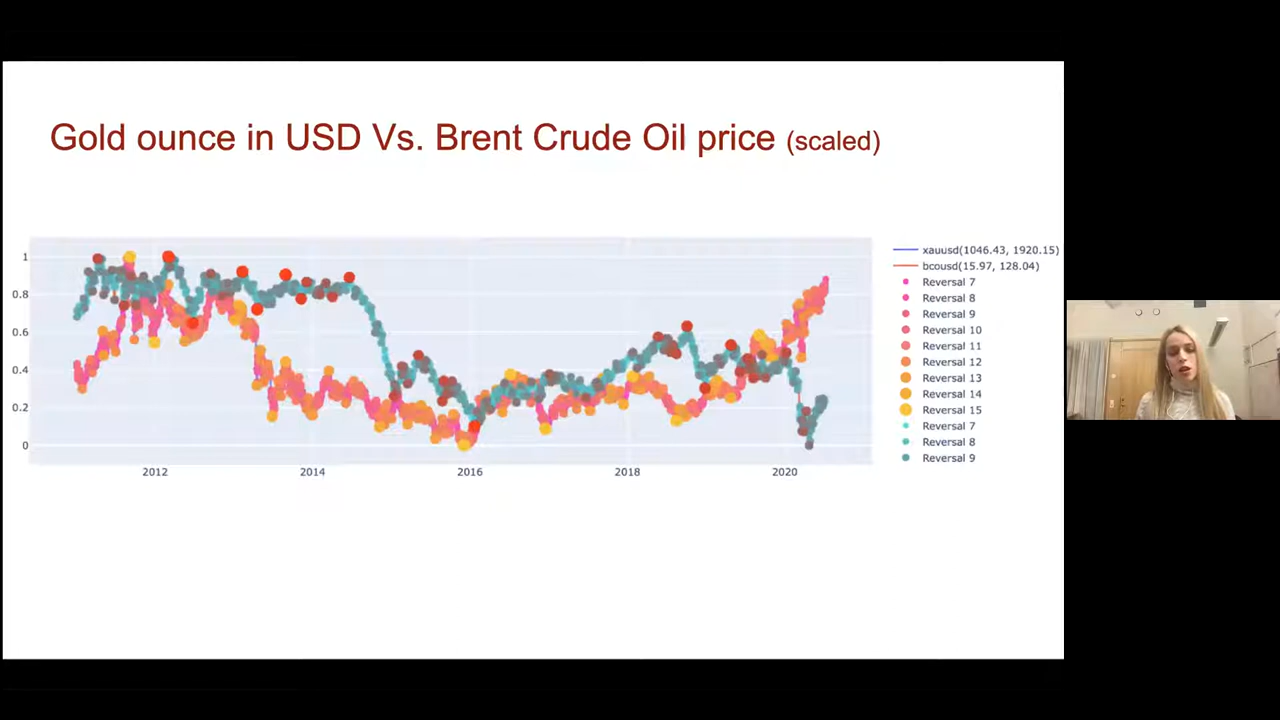 Gold ounce in USD Vs. Brent Crude Oil price (scaled)
1
0.8
0.6
0.4
0.2
0
2012
2014
2016
2018
2020
xauusd(1046.43, 1920.15)
bcousd(15.97, 128.04)
Reversal 7
Reversal 8
Reversal 9
Reversal 10
Reversal 11
Reversal 12
Reversal 13
Reversal 14
Reversal 15
Reversal 7
Reversal 8
Reversal 9